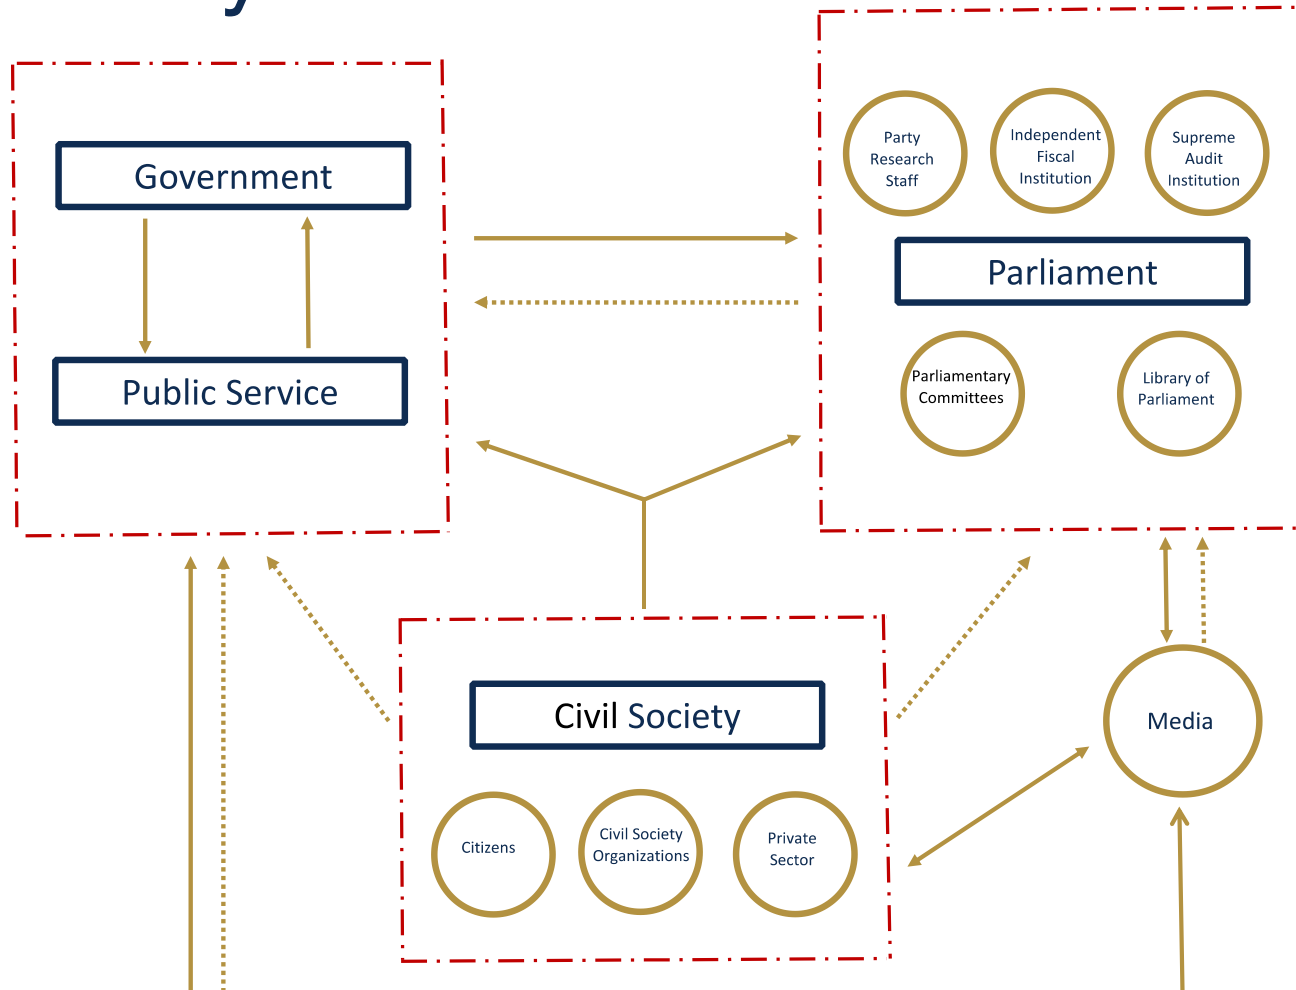 Government
Public Service
Party
Research
Staff
Independent
Fiscal
Institution
Supreme
Audit
Institution
Parliament
Parliamentary
Committees
Library of
Parliament
Civil Society
Citizens
Civil Society
Organizations
Private
Sector
Media